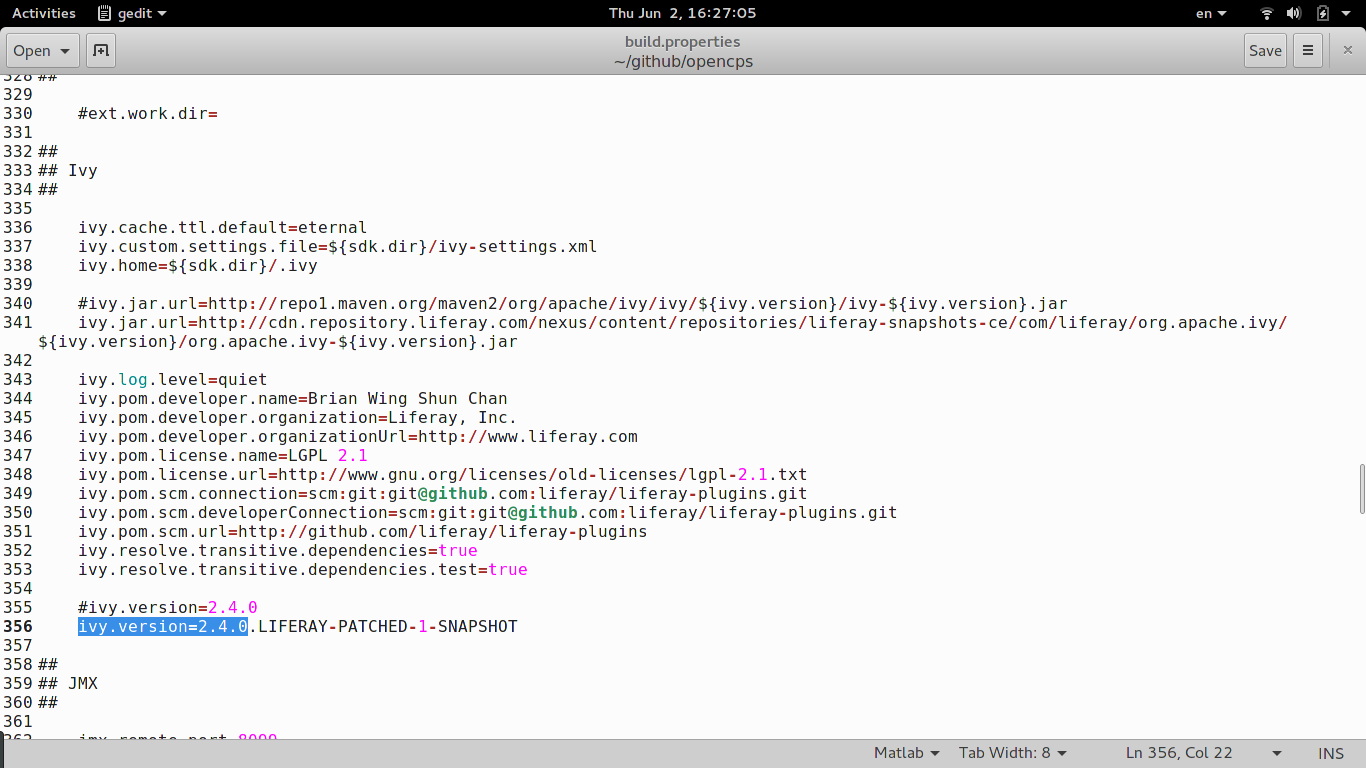 Activities gedit Thu Jun 2, 16:27:05 en
Open build.properties Save
~/github/opencps
328 ##
329
330 #ext.work.dir=
331
332 ##
333 ## Ivy
334 ##
335
336 ivy.cache.ttl.default=eternal
337 ivy.custom.settings.file=${sdk.dir}/ivy-settings.xml
338 ivy.home=${sdk.dir}/.ivy
339
340 #ivy.jar.url=http://repo1.maven.org/maven2/org/apache/ivy/ivy/${ivy.version}/ivy-${ivy.version}.jar
341 ivy.jar.url=http://cdn.repository.liferay.com/nexus/content/repositories/liferay-snapshots-ce/com/liferay/org.apache.ivy/
${ivy.version}/org.apache.ivy-${ivy.version}.jar
342
343 ivy.log.level=quiet
344 ivy.pom.developer.name=Brian Wing Shun Chan
345 ivy.pom.developer.organization=Liferay, Inc.
346 ivy.pom.developer.organizationUrl=http://www.liferay.com
347 ivy.pom.license.name=LGPL 2.1
348 ivy.pom.license.url=http://www.gnu.org/licenses/old-licenses/lgpl-2.1.txt
349 ivy.pom.scm.connection=scm:git:git@github.com:liferay/liferay-plugins.git
350 ivy.pom.scm.developerConnection=scm:git:git@github.com:liferay/liferay-plugins.git
351 ivy.pom.scm.url=http://github.com/liferay/liferay-plugins
352 ivy.resolve.transitive.dependencies=true
353 ivy.resolve.transitive.dependencies.test=true
354
355 #ivy.version=2.4.0
356 ivy.version=2.4.0.LIFERAY-PATCHED-1-SNAPSHOT
357
358 ##
359 ## JMX
360 ##
361
362
Matlab Tab Width: 8 Ln 356, Col 22 INS